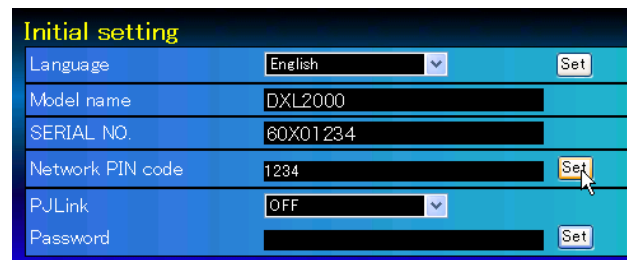 Initial setting
Language English Set
Model name DXL2000
SERIAL NO. 60X01234
Network PIN code 1234 Set
PJLink OFF
Password Set